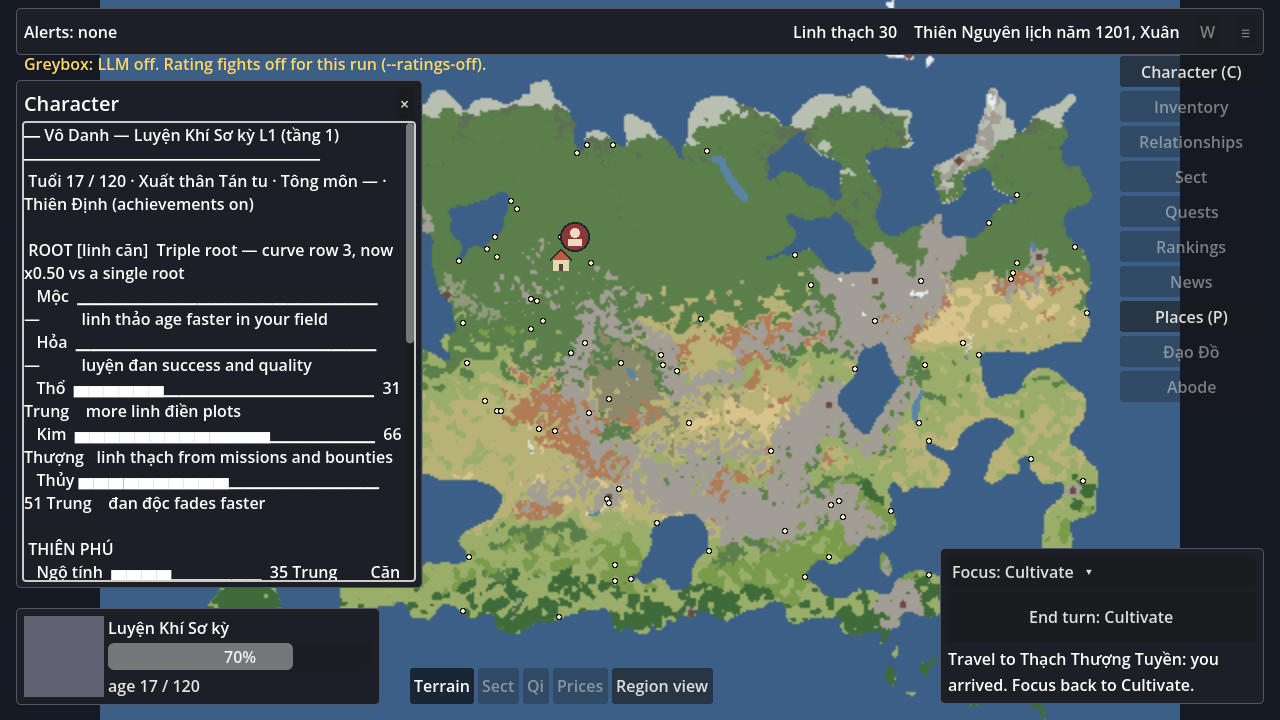 Alerts: none
Linh thạch 30 Thiên Nguyên lịch năm 1201, Xuân W ≡
Greybox: LLM off. Rating fights off for this run (--ratings-off).
Character ×
— Vô Danh — Luyện Khí Sơ kỳ L1 (tầng 1)
Tuổi 17 / 120 · Xuất thân Tán tu · Tông môn — ·
Thiên Định (achievements on)
ROOT [linh căn] Triple root — curve row 3, now
x0.50 vs a single root
Mộc
— linh thảo age faster in your field
Hỏa
— luyện đan success and quality
Thổ 31
Trung more linh điền plots
Kim 66
Thượng linh thạch from missions and bounties
Thủy
51 Trung đan độc fades faster
THIÊN PHÚ
Ngộ tính 35 Trung Căn
Character (C)
Inventory
Relationships
Sect
Quests
Rankings
News
Places (P)
Đạo Đồ
Abode
Luyện Khí Sơ kỳ
70%
age 17 / 120
Terrain Sect Qi Prices Region view
Focus: Cultivate ▾
End turn: Cultivate
Travel to Thạch Thượng Tuyền: you
arrived. Focus back to Cultivate.